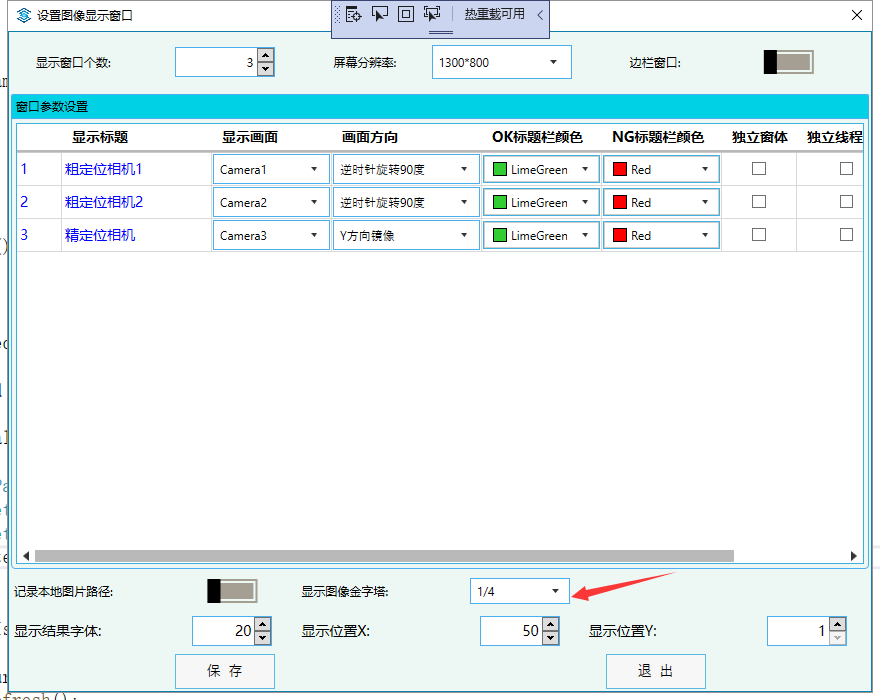 设置图像显示窗口
热重载可用
显示窗口个数: 3 屏幕分辨率: 1300*800 边栏窗口:
窗口参数设置
显示标题 显示画面 画面方向 OK标题栏颜色 NG标题栏颜色 独立窗体 独立线程
1 粗定位相机1 Camera1 逆时针旋转90度 LimeGreen Red
2 粗定位相机2 Camera2 逆时针旋转90度 LimeGreen Red
3 精定位相机 Camera3 Y方向镜像 LimeGreen Red
记录本地图片路径: 显示图像金字塔: 1/4
显示结果字体: 20 显示位置X: 50 显示位置Y: 1
保 存 退 出